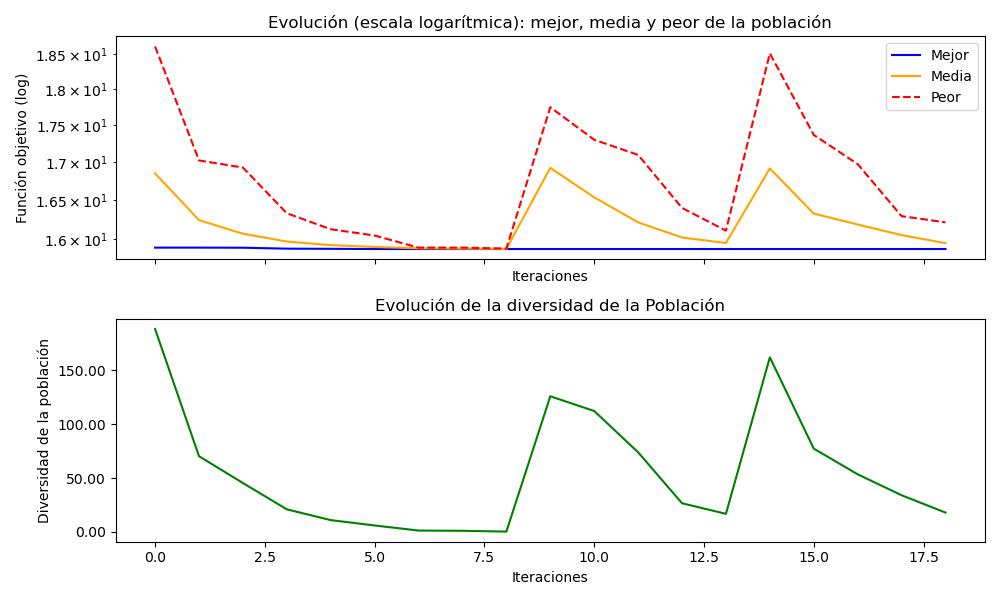 Evolución (escala logarítmica): mejor, media y peor de la población
Función objetivo (log)
1.85 × 10¹
1.8 × 10¹
1.75 × 10¹
1.7 × 10¹
1.65 × 10¹
1.6 × 10¹
Mejor
Media
Peor
Iteraciones
Evolución de la diversidad de la Población
Diversidad de la población
150.00
100.00
50.00
0.00
0.0 2.5 5.0 7.5 10.0 12.5 15.0 17.5
Iteraciones